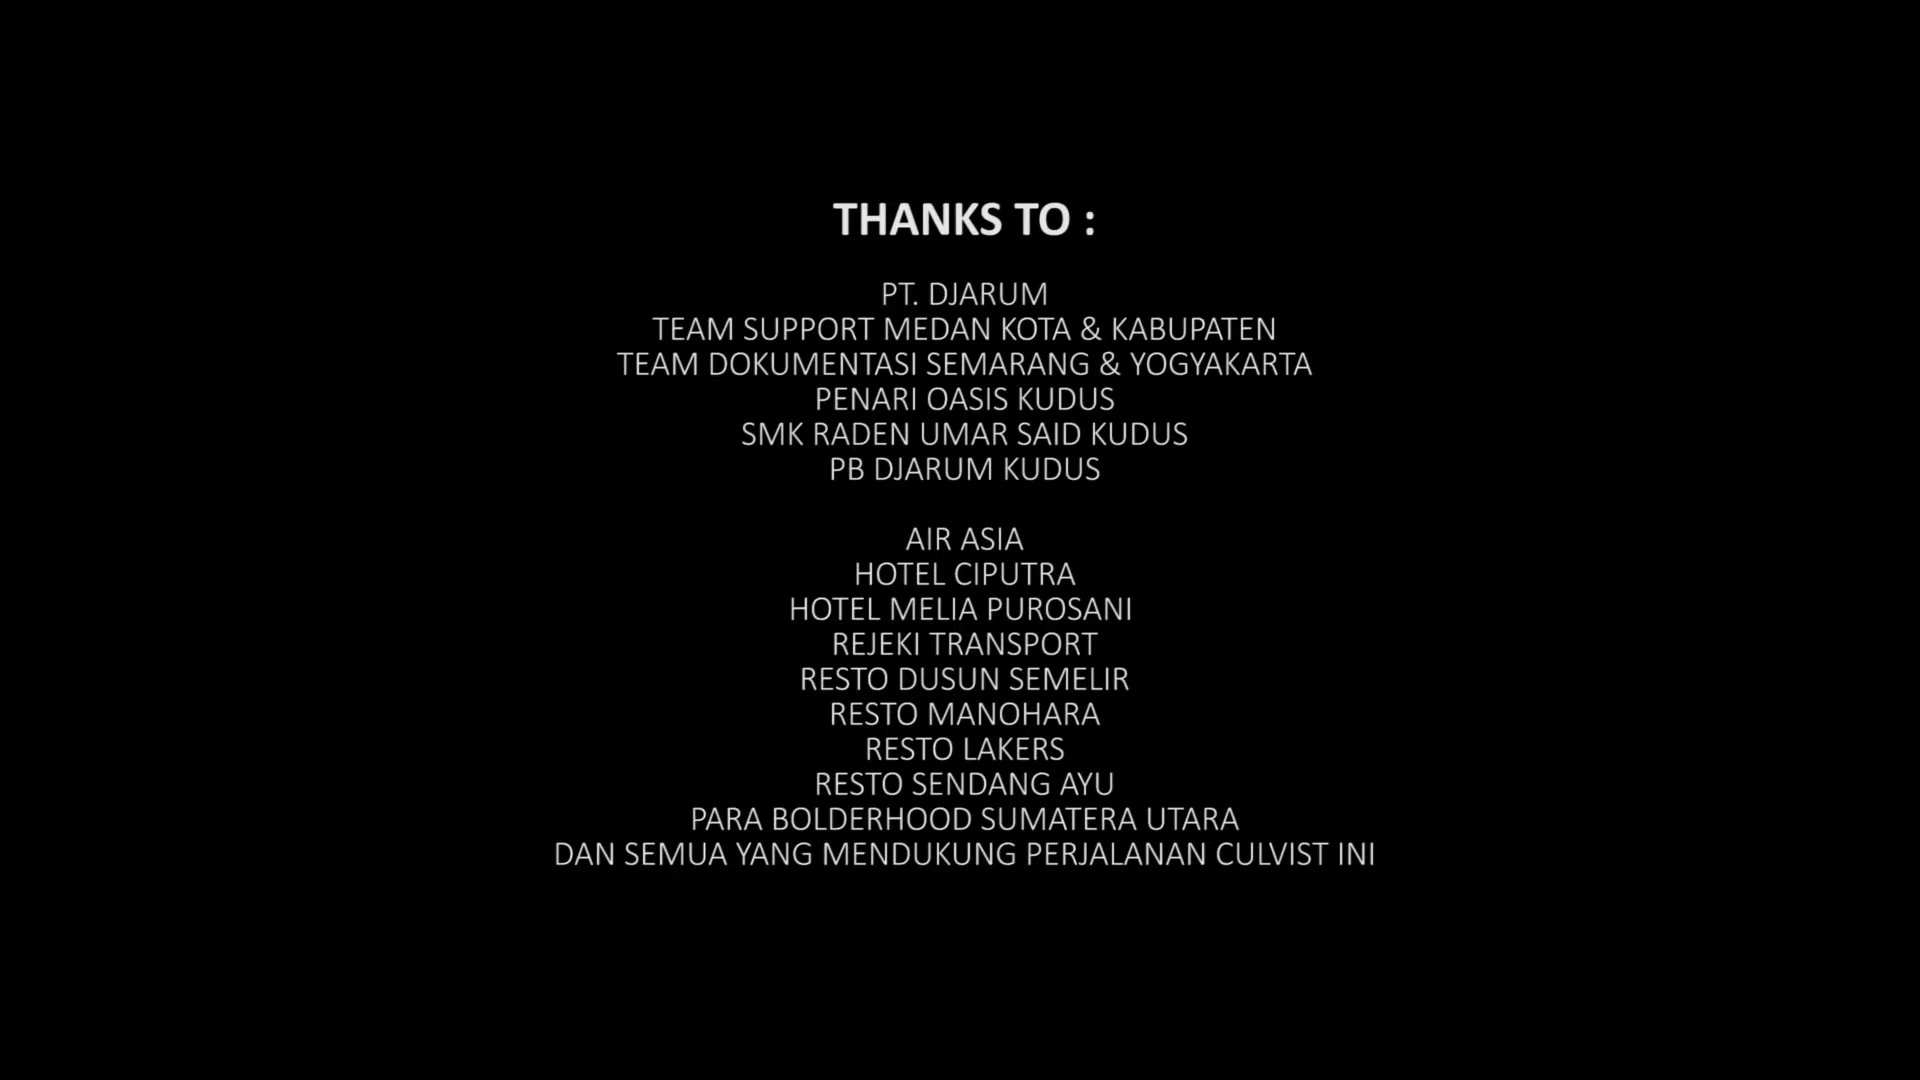 THANKS TO :
PT. DJARUM
TEAM SUPPORT MEDAN KOTA & KABUPATEN
TEAM DOKUMENTASI SEMARANG & YOGYAKARTA
PENARI OASIS KUDUS
SMK RADEN UMAR SAID KUDUS
PB DJARUM KUDUS
AIR ASIA
HOTEL CIPUTRA
HOTEL MELIA PUROSANI
REJEKI TRANSPORT
RESTO DUSUN SEMELIR
RESTO MANOHARA
RESTO LAKERS
RESTO SENDANG AYU
PARA BOLDERHOOD SUMATERA UTARA
DAN SEMUA YANG MENDUKUNG PERJALANAN CULVIST INI